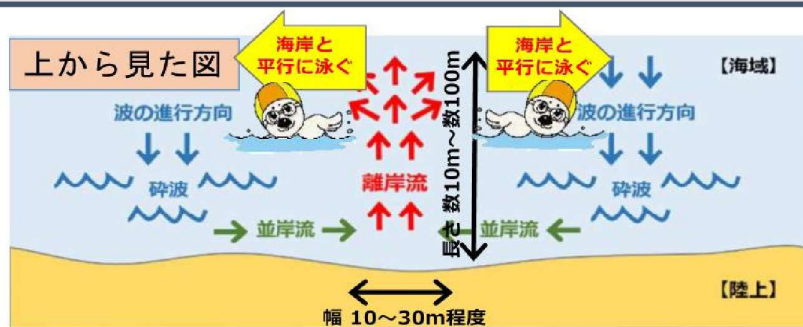 上から見た図
海岸と
平行に泳ぐ
海岸と
平行に泳ぐ
【海域】
波の進行方向
波の進行方向
離岸流
長さ 数10m～数100m
砕波
砕波
並岸流
並岸流
【陸上】
幅 10～30m程度